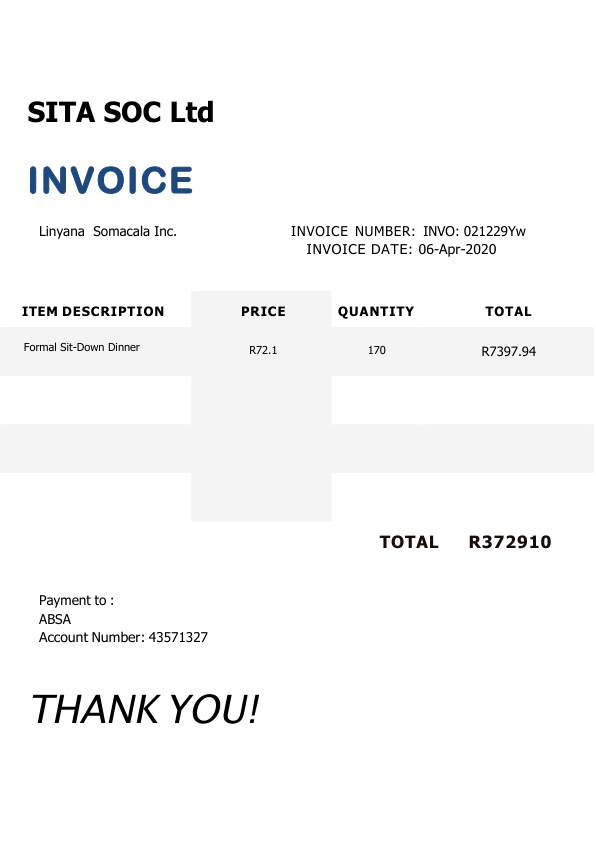 SITA SOC Ltd
INVOICE
Linyana Somacala Inc.
INVOICE NUMBER: INVO: 021229Yw
INVOICE DATE: 06-Apr-2020
ITEM DESCRIPTION PRICE QUANTITY TOTAL
Formal Sit-Down Dinner R72.1 170 R7397.94
TOTAL R372910
Payment to :
ABSA
Account Number: 43571327
THANK YOU!